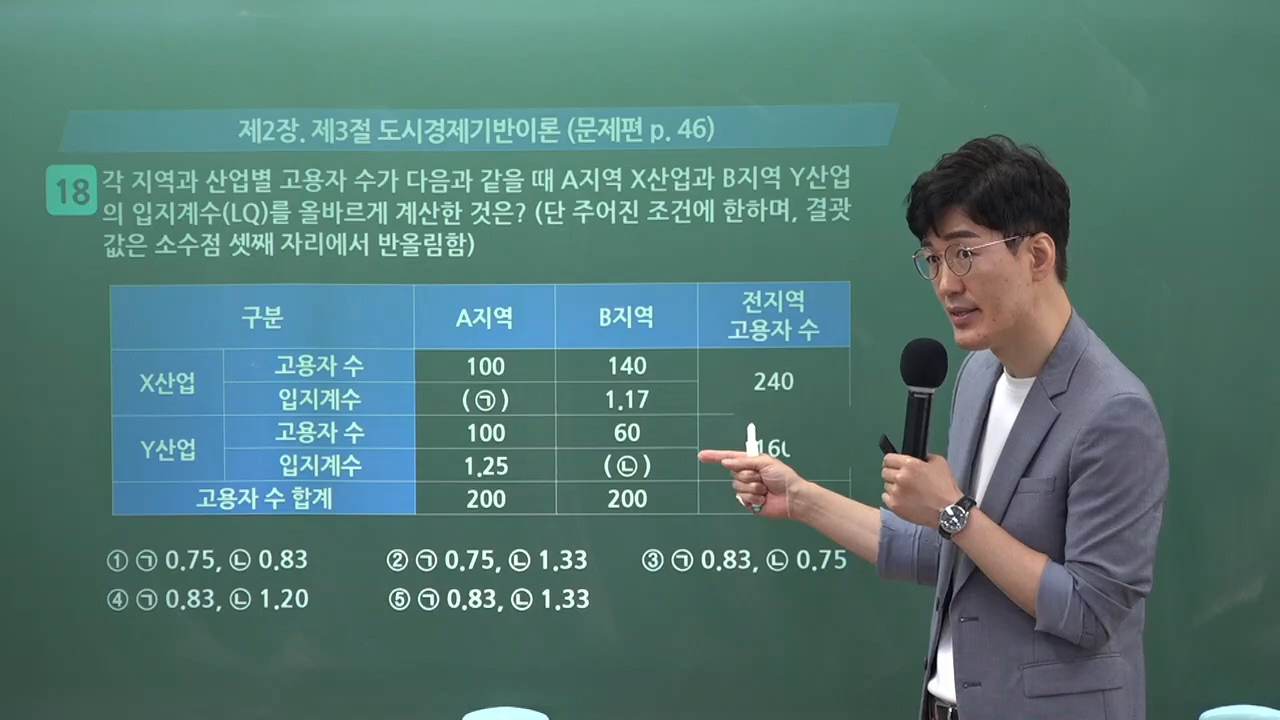 제2장. 제3절 도시경제기반이론 (문제편 p. 46)
18 각 지역과 산업별 고용자 수가 다음과 같을 때 A지역 X산업과 B지역 Y산업
의 입지계수(LQ)를 올바르게 계산한 것은? (단 주어진 조건에 한하며, 결괏
값은 소수점 셋째 자리에서 반올림함)
구분 A지역 B지역 전지역 고용자 수
X산업 고용자 수 100 140 240
입지계수 (㉠) 1.17
Y산업 고용자 수 100 60
입지계수 1.25 (㉡)
고용자 수 합계 200 200
① ㉠ 0.75, ㉡ 0.83 ② ㉠ 0.75, ㉡ 1.33 ③ ㉠ 0.83, ㉡ 0.75
④ ㉠ 0.83, ㉡ 1.20 ⑤ ㉠ 0.83, ㉡ 1.33